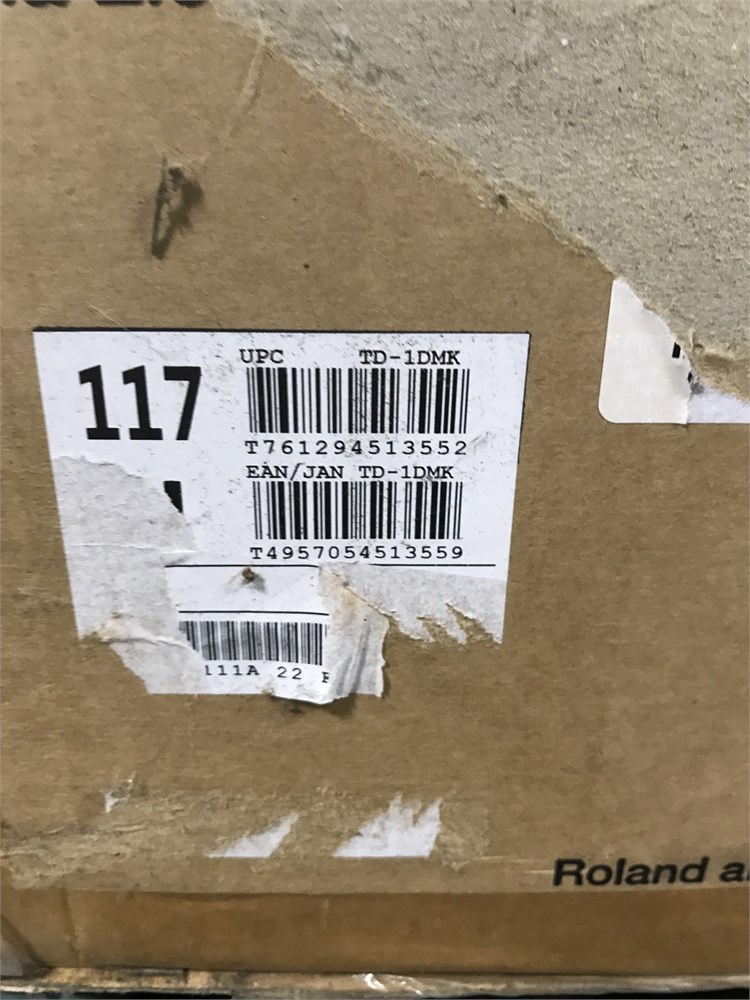 117
UPC TD-1DMK
T761294513552
EAN/JAN TD-1DMK
T4957054513559
111A 22
Roland